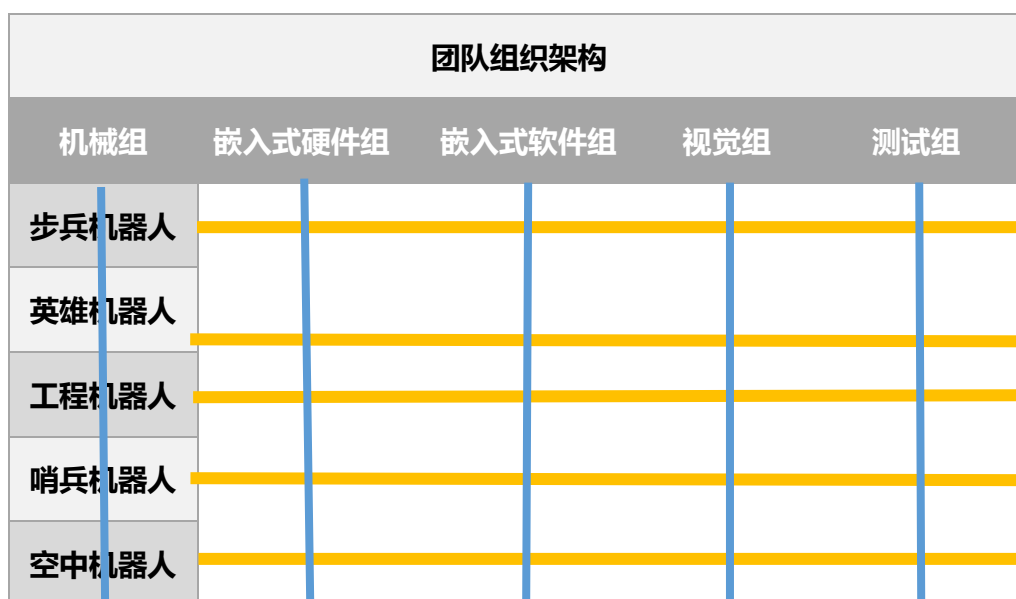 团队组织架构
机械组 嵌入式硬件组 嵌入式软件组 视觉组 测试组
步兵机器人
英雄机器人
工程机器人
哨兵机器人
空中机器人